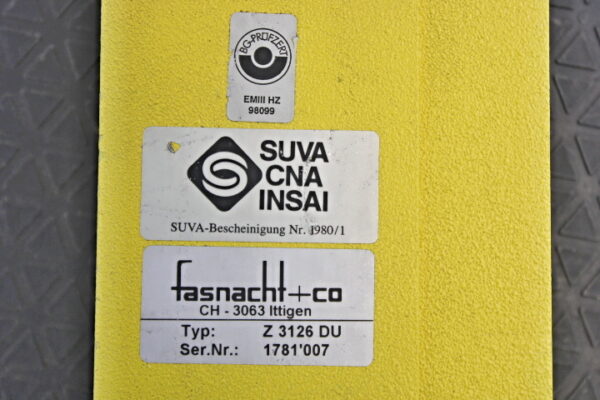 BG-PRÜFZERT
EMIII HZ
98099
SUVA
CNA
INSAI
SUVA-Bescheinigung Nr. 1980/1
fasnacht+co
CH - 3063 Ittigen
Typ: Z 3126 DU
Ser.Nr.: 1781'007